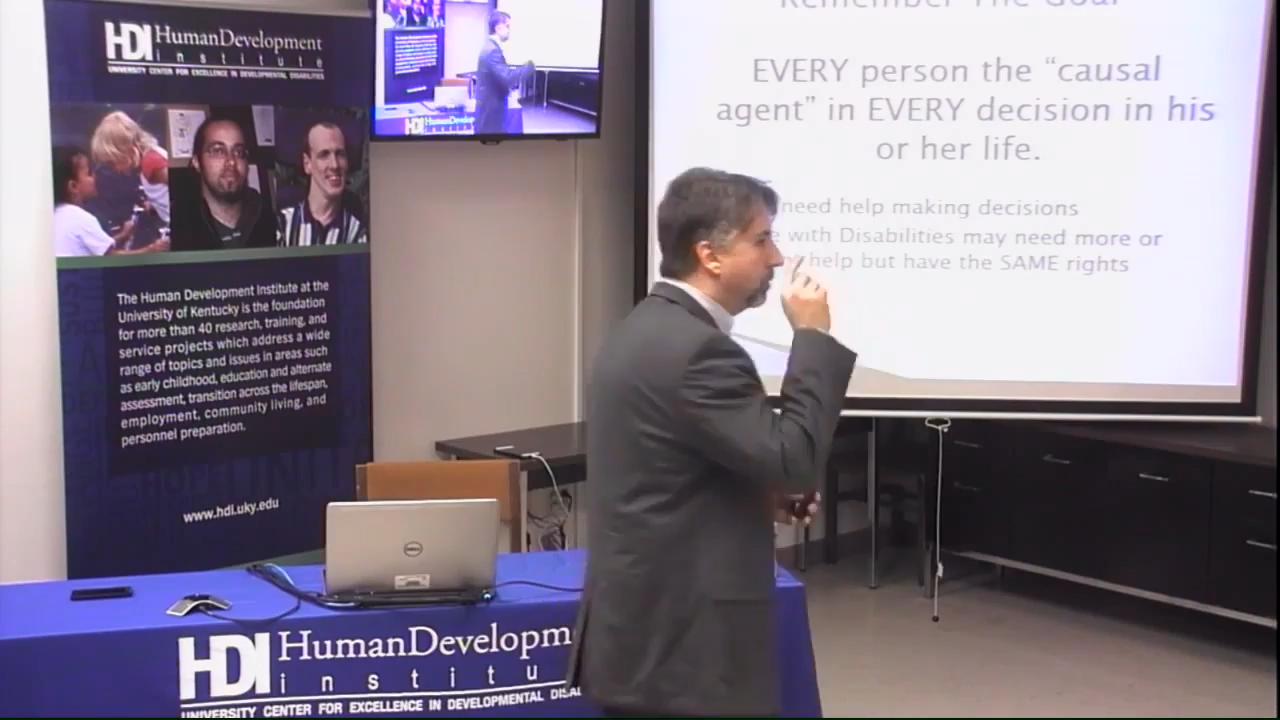 HDI HumanDevelopment
institute
UNIVERSITY CENTER FOR EXCELLENCE IN DEVELOPMENTAL DISABILITIES
The Human Development Institute at the
University of Kentucky is the foundation
for more than 40 research, training, and
service projects which address a wide
range of topics and issues in areas such
as early childhood, education and alternate
assessment, transition across the lifespan,
employment, community living, and
personnel preparation.
www.hdi.uky.edu
HumanDevelop
Remember The Goal
EVERY person the “causal
agent” in EVERY decision in his
or her life.
need help making decisions
with Disabilities may need more or
help but have the SAME rights
DELL
HDI HumanDevelopm
institu
UNIVERSITY CENTER FOR EXCELLENCE IN DEVELOPMENTAL DISA